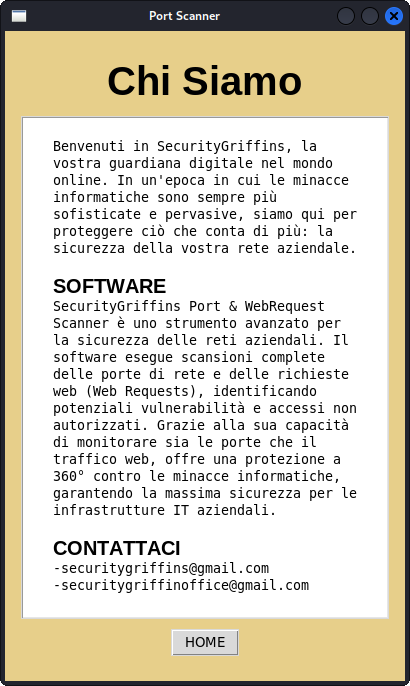 Port Scanner
Chi Siamo
Benvenuti in SecurityGriffins, la
vostra guardiana digitale nel mondo
online. In un'epoca in cui le minacce
informatiche sono sempre più
sofisticate e pervasive, siamo qui per
proteggere ciò che conta di più: la
sicurezza della vostra rete aziendale.
SOFTWARE
SecurityGriffins Port & WebRequest
Scanner è uno strumento avanzato per
la sicurezza delle reti aziendali. Il
software esegue scansioni complete
delle porte di rete e delle richieste
web (Web Requests), identificando
potenziali vulnerabilità e accessi non
autorizzati. Grazie alla sua capacità
di monitorare sia le porte che il
traffico web, offre una protezione a
360° contro le minacce informatiche,
garantendo la massima sicurezza per le
infrastrutture IT aziendali.
CONTATTACI
-securitygriffins@gmail.com
-securitygriffinoffice@gmail.com
HOME